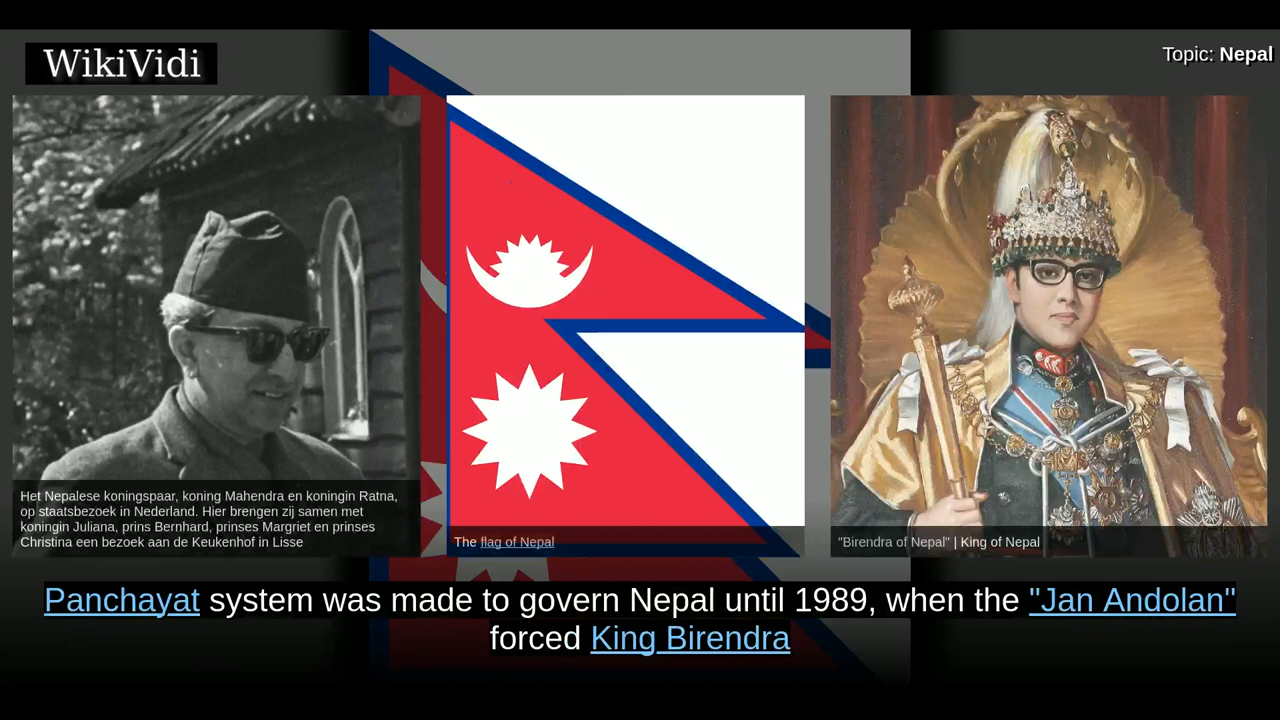 WikiVidi
Topic: Nepal
Het Nepalese koningspaar, koning Mahendra en koningin Ratna,
op staatsbezoek in Nederland. Hier brengen zij samen met
koningin Juliana, prins Bernhard, prinses Margriet en prinses
Christina een bezoek aan de Keukenhof in Lisse
The flag of Nepal
"Birendra of Nepal" | King of Nepal
Panchayat system was made to govern Nepal until 1989, when the "Jan Andolan"
forced King Birendra